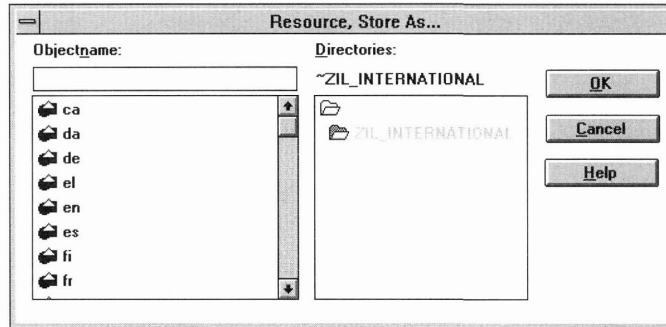 Resource, Store As...
Objectname:
ca
da
de
el
en
es
fi
fr
Directories:
~ZIL_INTERNATIONAL
ZIL_INTERNATIONAL
OK
Cancel
Help